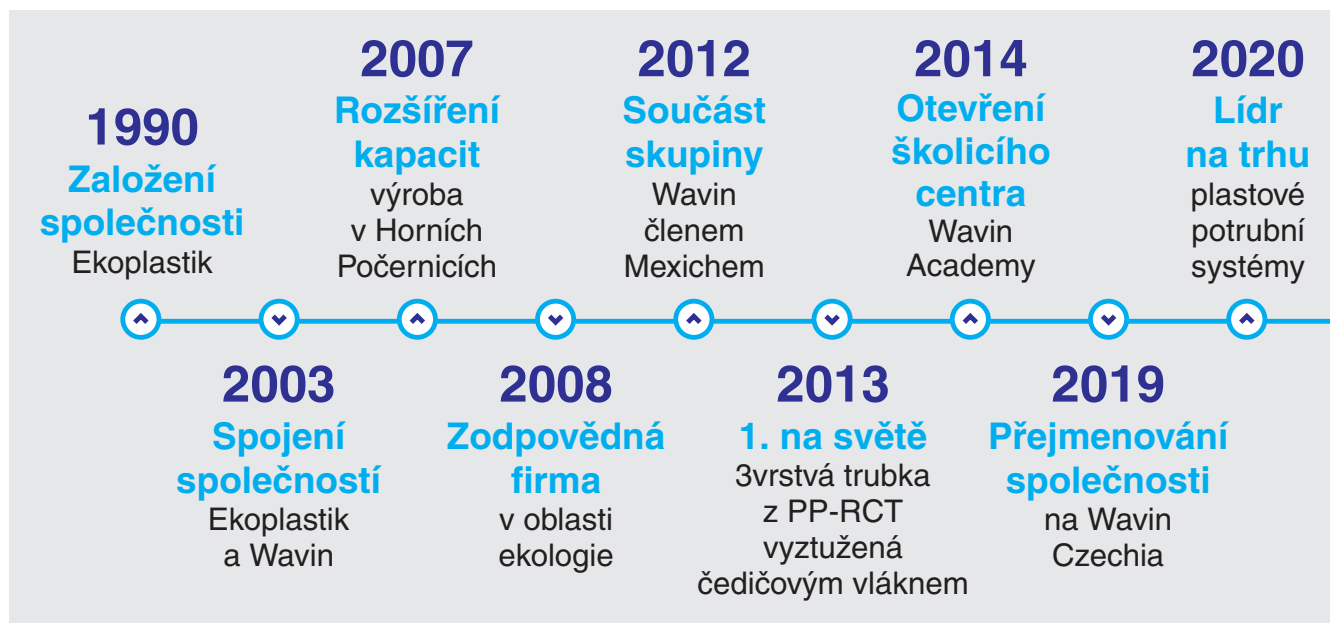 1990
Založení
společnosti
Ekoplastik
2003
Spojení
společností
Ekoplastik
a Wavin
2007
Rozšíření
kapacit
výroba
v Horních
Počernicích
2008
Zodpovědná
firma
v oblasti
ekologie
2012
Součást
skupiny
Wavin
členem
Mexichem
2013
1. na světě
3vrstvá trubka
z PP-RCT
vyztužená
čedičovým vláknem
2014
Otevření
školicího
centra
Wavin
Academy
2019
Přejmenování
společnosti
na Wavin
Czechia
2020
Lídr
na trhu
plastové
potrubní
systémy